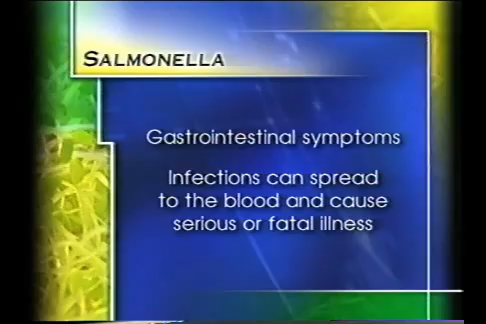 SALMONELLA
Gastrointestinal symptoms
Infections can spread
to the blood and cause
serious or fatal illness